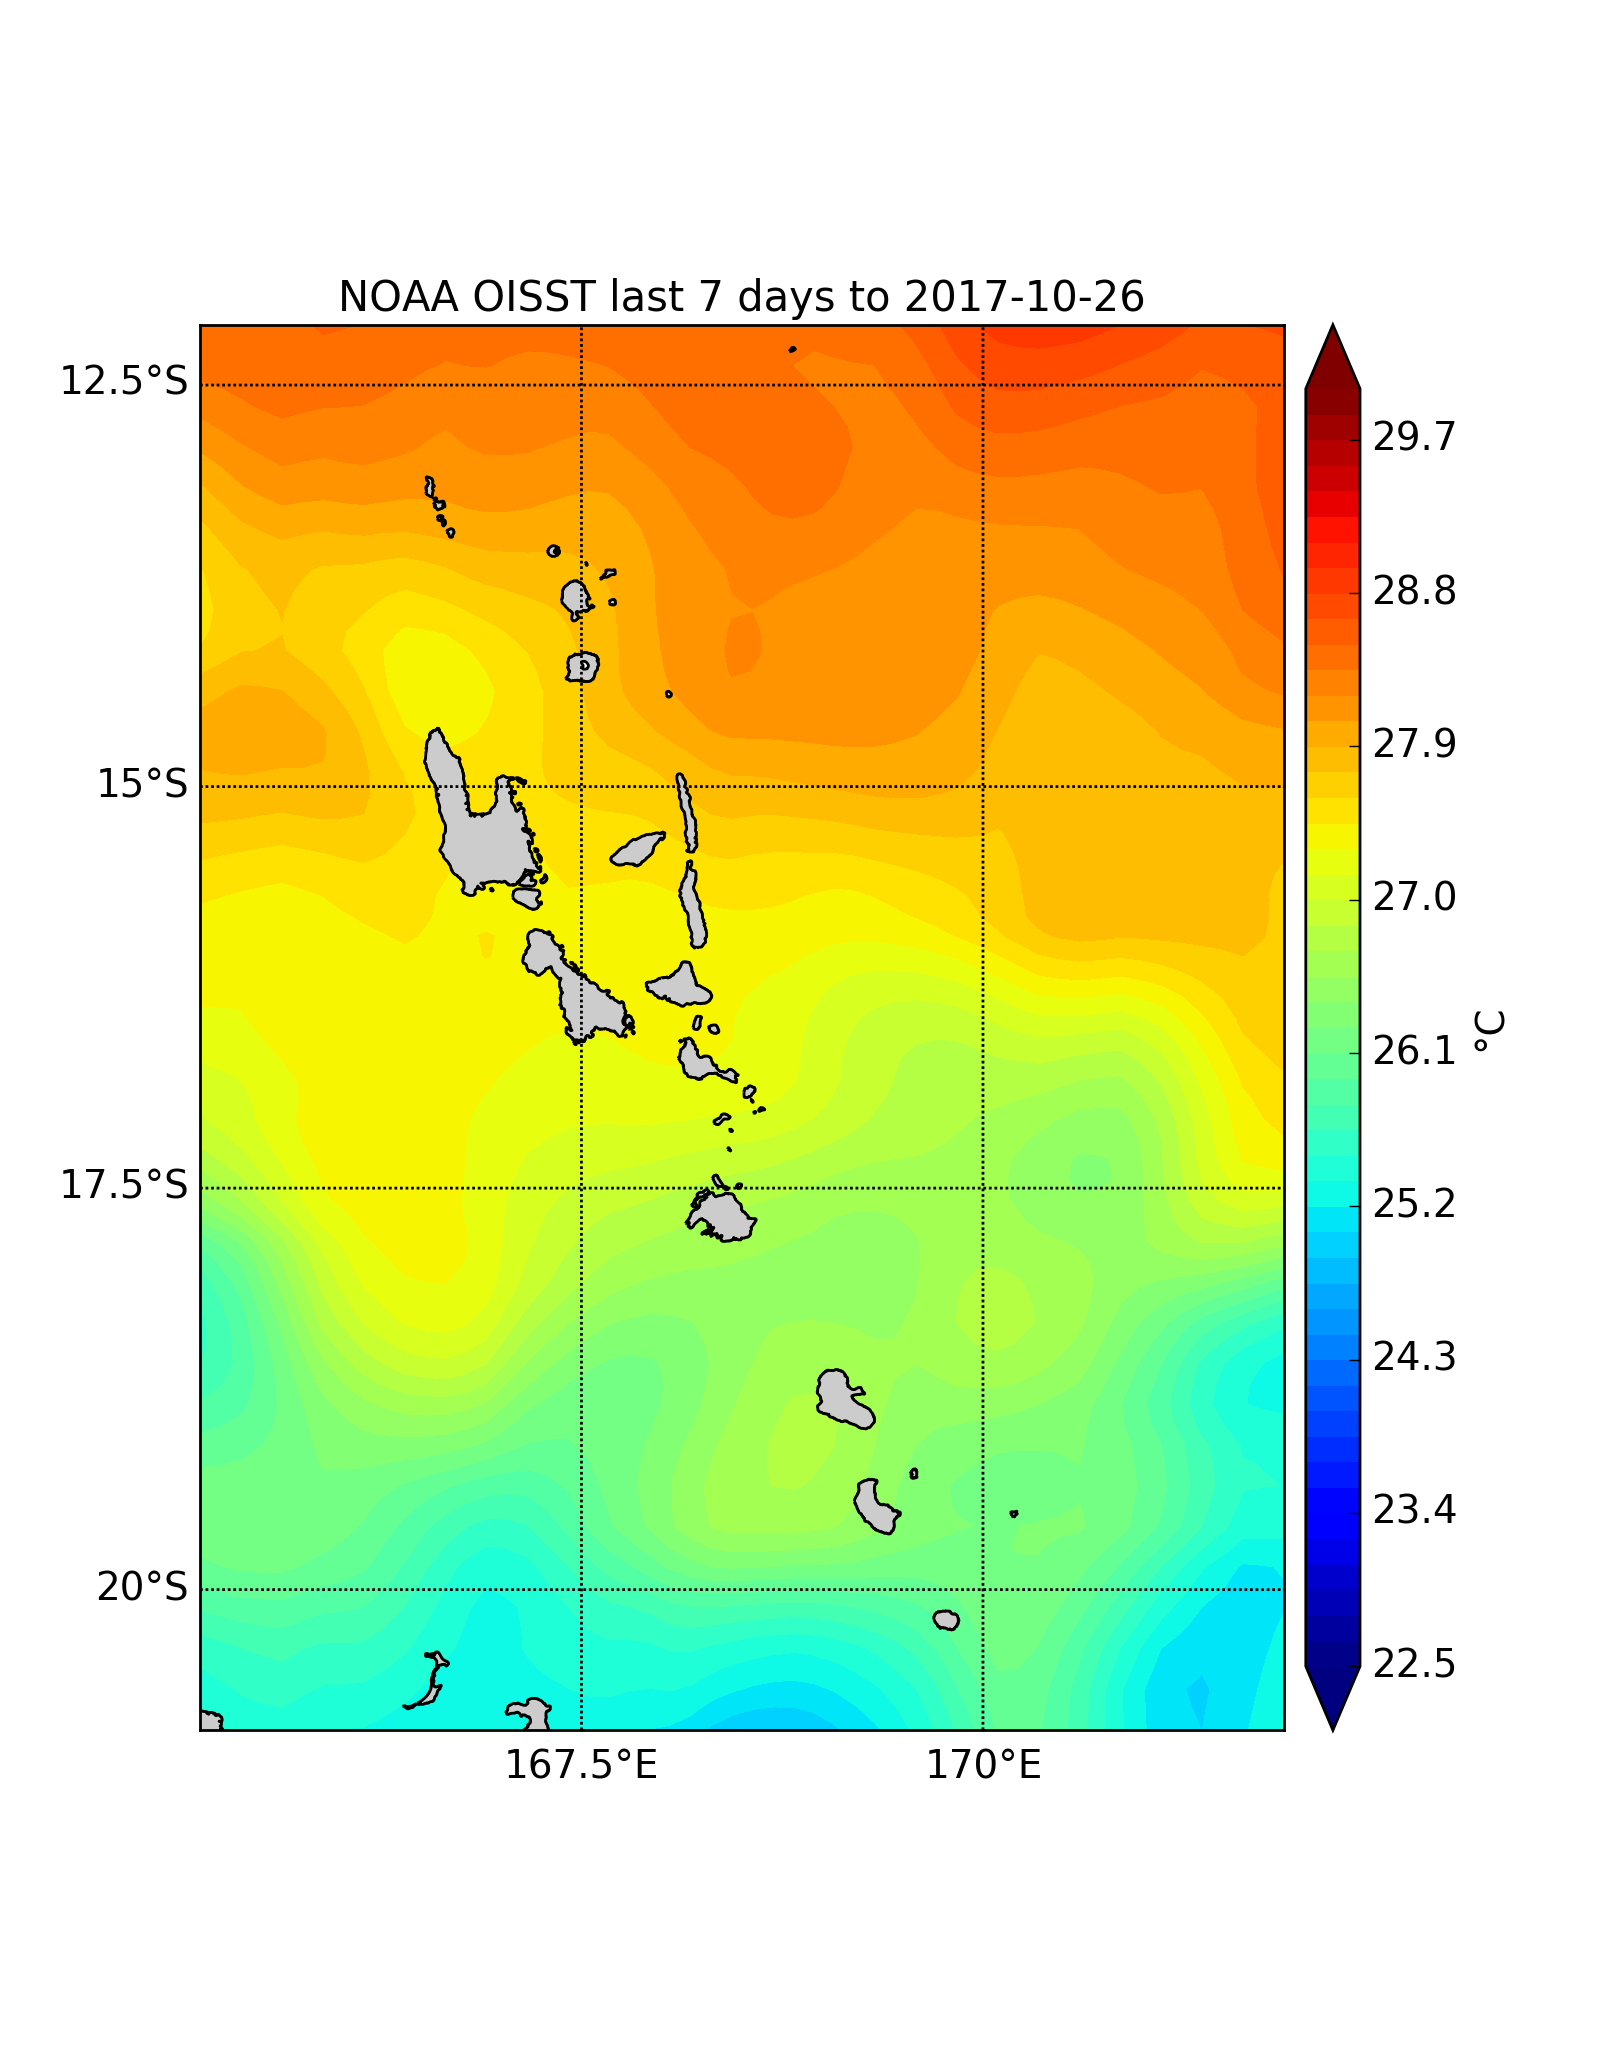 NOAA OISST last 7 days to 2017-10-26
12.5°S
15°S
17.5°S
20°S
167.5°E
170°E
29.7
28.8
27.9
27.0
26.1
25.2
24.3
23.4
22.5
°C